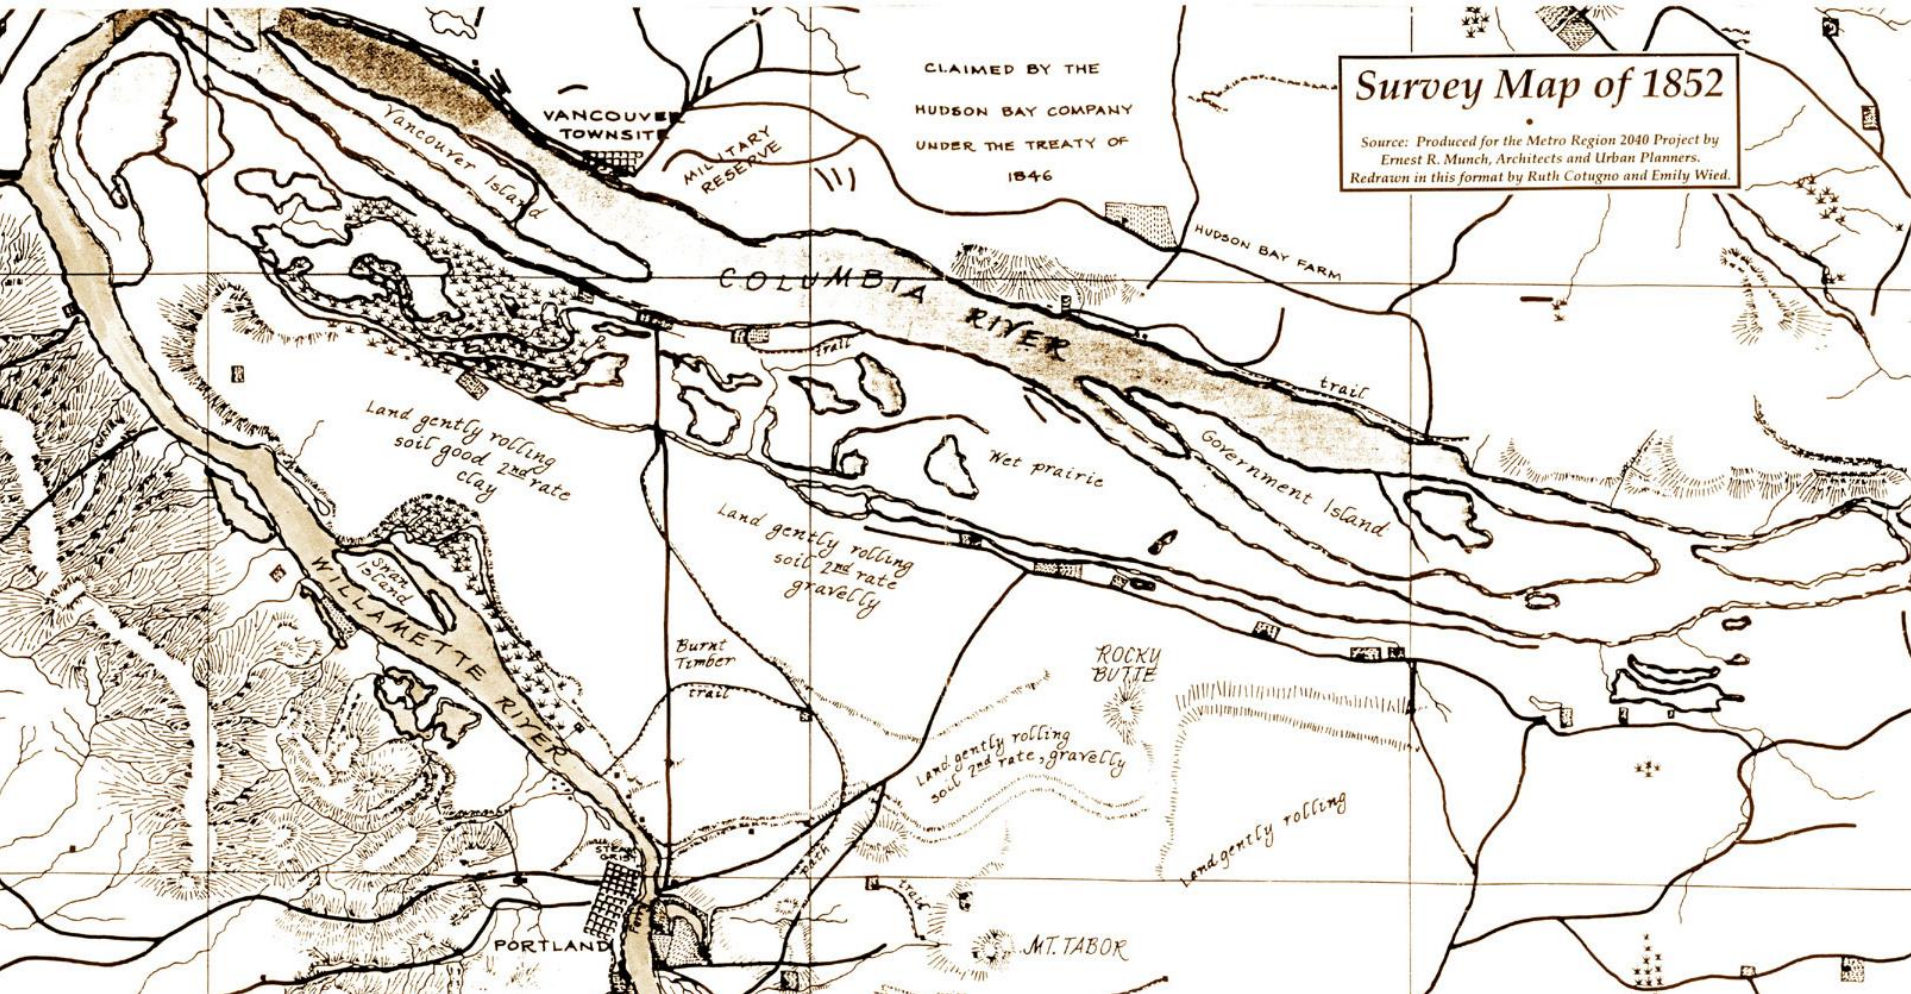 Survey Map of 1852
Source: Produced for the Metro Region 2040 Project by
Ernest R. Munch, Architects and Urban Planners.
Redrawn in this format by Ruth Cotugno and Emily Wied.
CLAIMED BY THE
HUDSON BAY COMPANY
UNDER THE TREATY OF
1846
VANCOUVER
TOWNSITE
MILITARY
RESERVE
Vancouver Island
HUDSON BAY FARM
COLUMBIA
RIVER
trail
trail
Land gently rolling
soil good 2nd rate
clay
Wet prairie
Government Island
Land gently rolling
soil 2nd rate
gravelly
Swan
Island
WILLAMETTE RIVER
Burnt
Timber
trail
ROCKY
BUTTE
Land gently rolling
soil 2nd rate, gravelly
Land gently rolling
STEAM
GRIST
path
trail
Ferry
PORTLAND
MT. TABOR